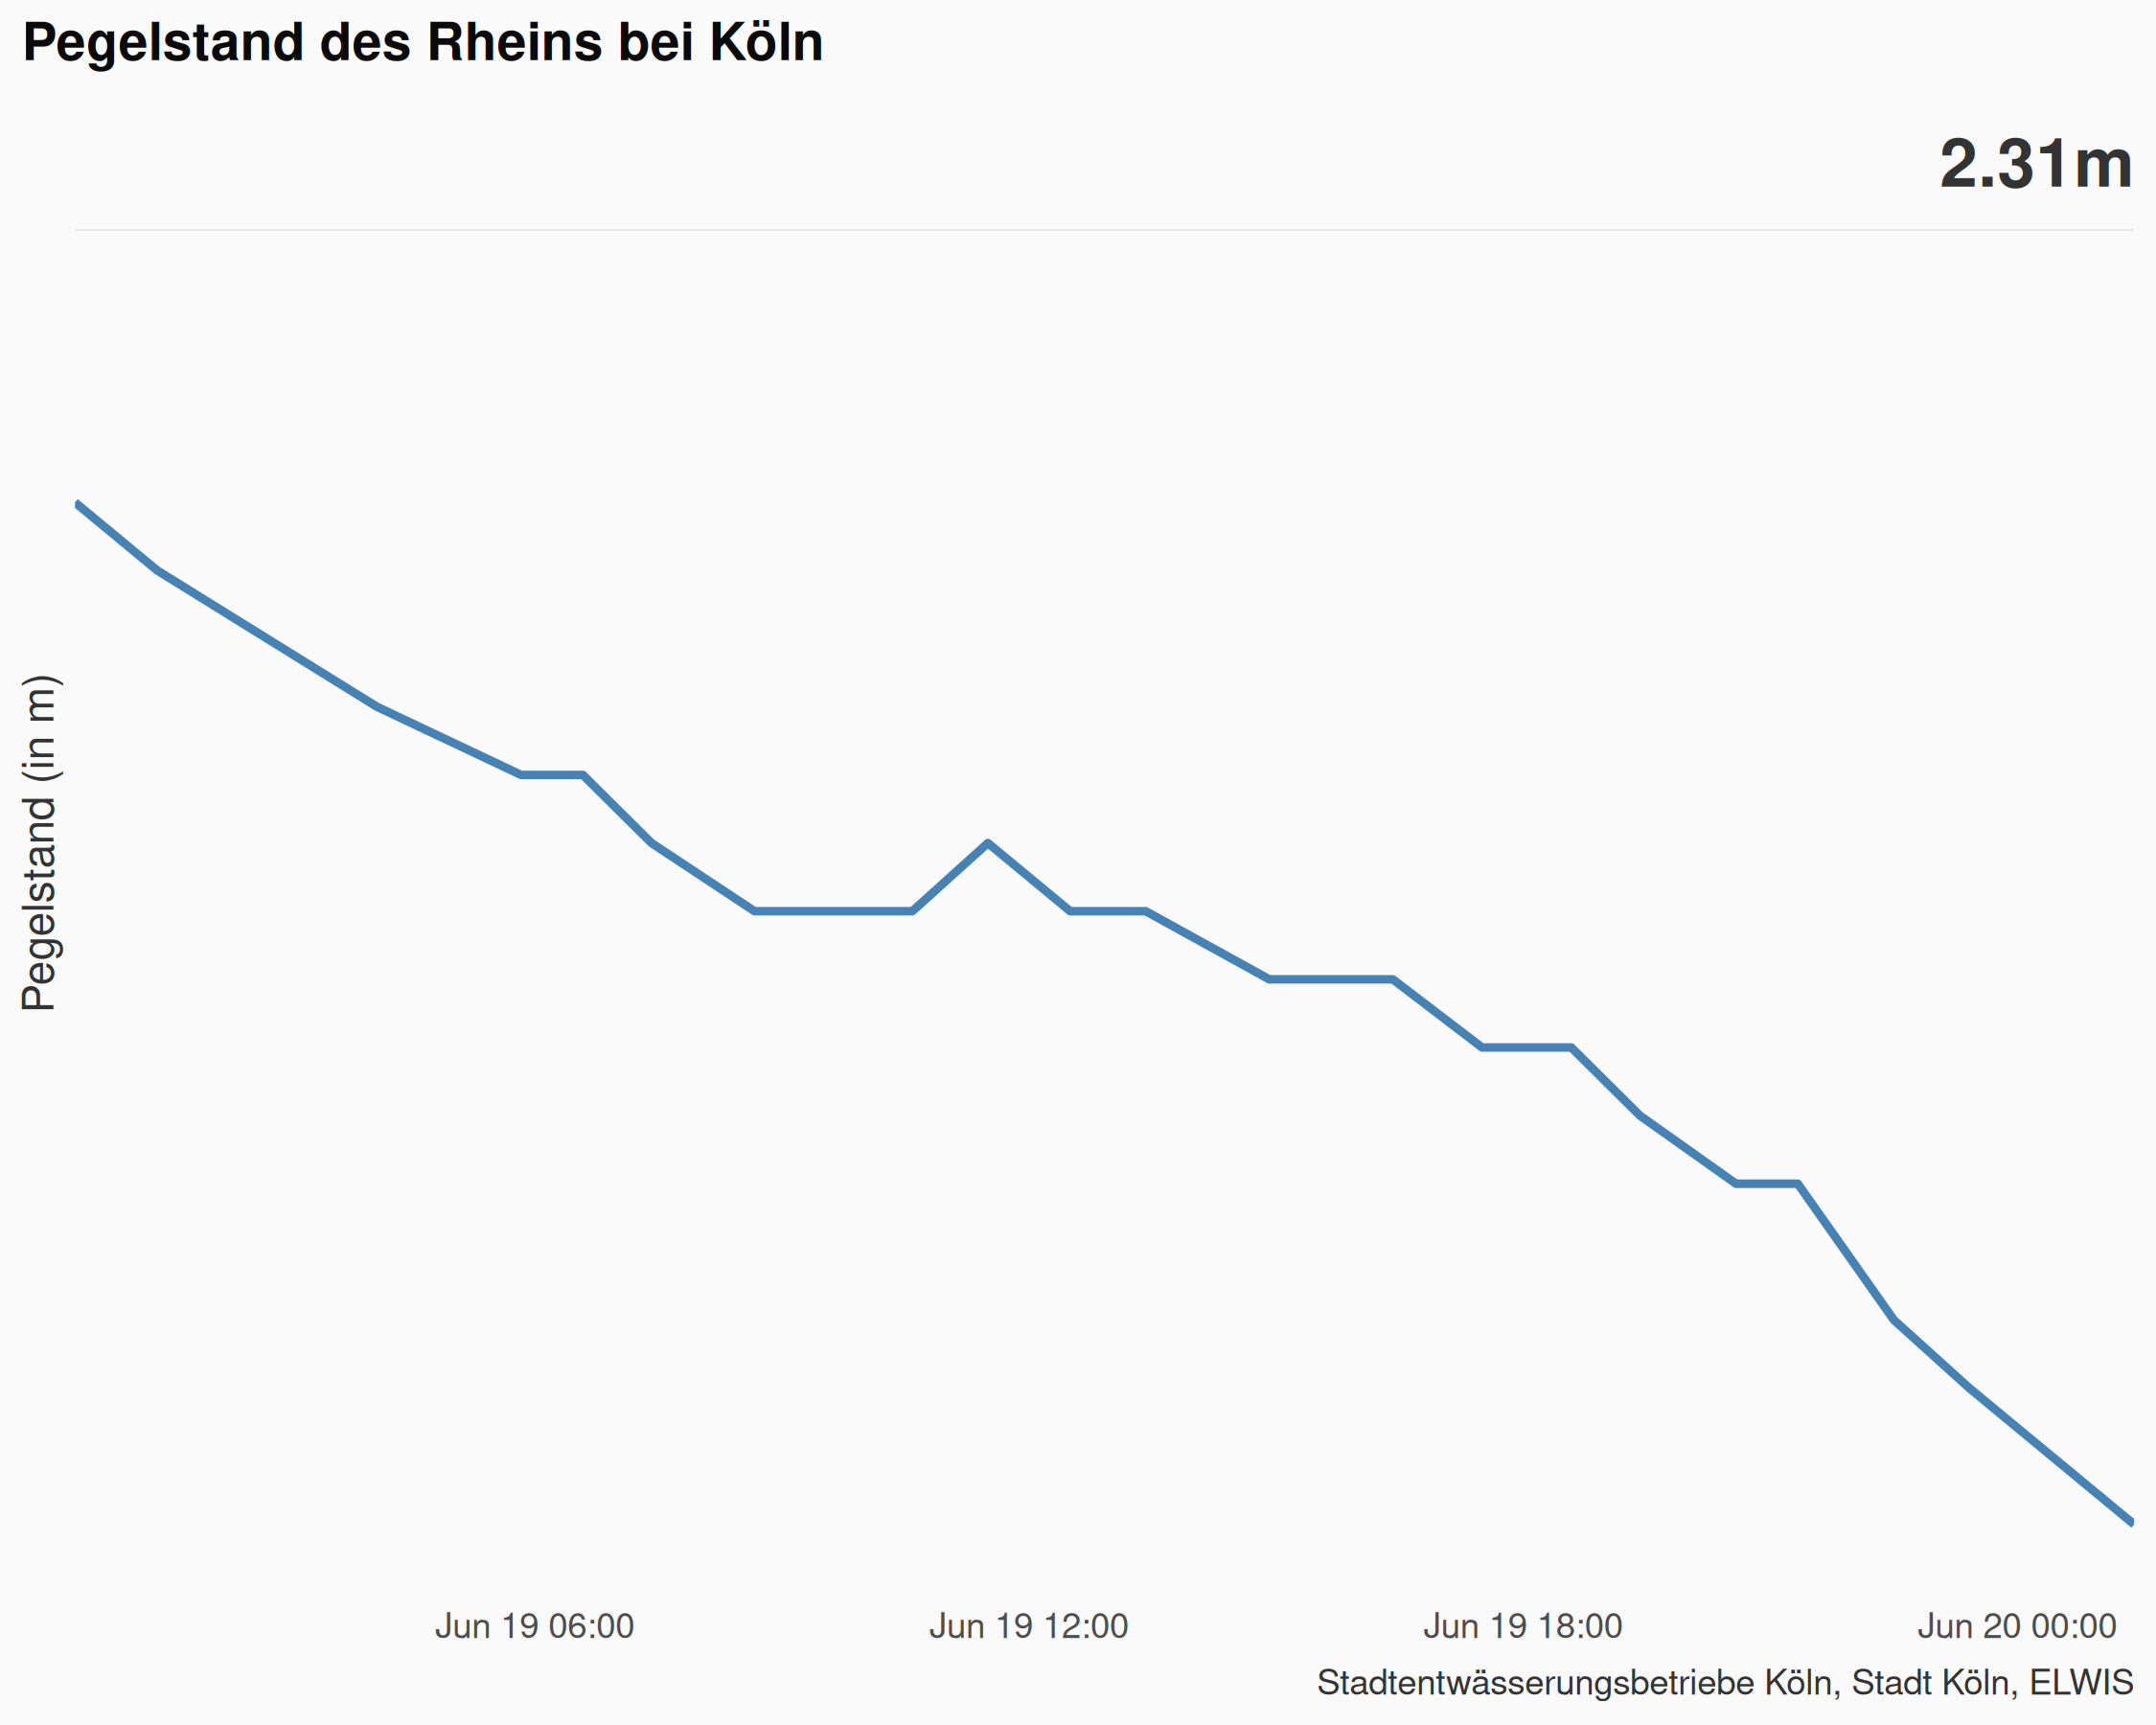 Pegelstand des Rheins bei Köln
2.31m
Pegelstand (in m)
Jun 19 06:00
Jun 19 12:00
Jun 19 18:00
Jun 20 00:00
Stadtentwässerungsbetriebe Köln, Stadt Köln, ELWIS